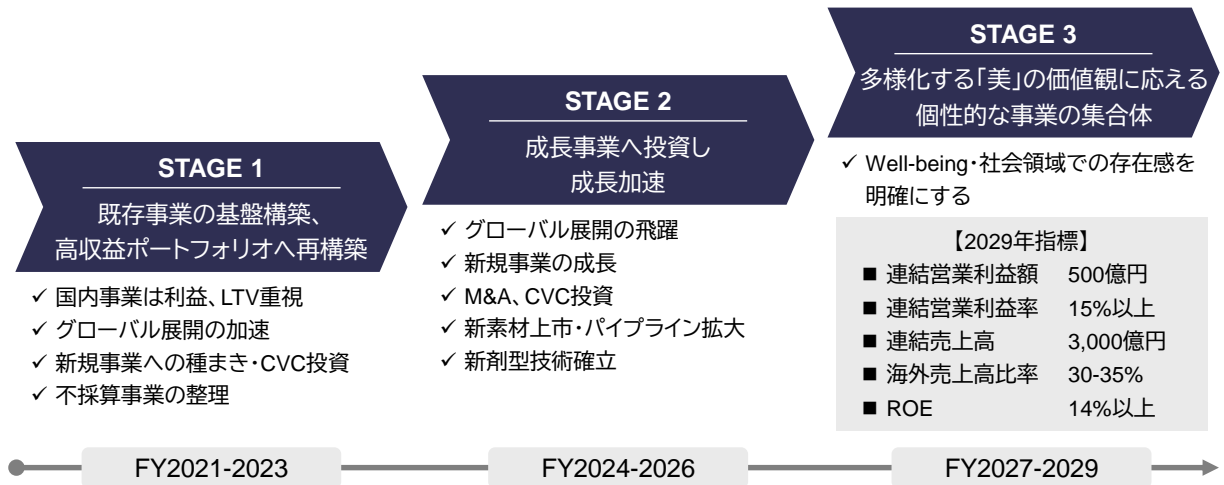 STAGE 1
既存事業の基盤構築、
高収益ポートフォリオへ再構築
✓ 国内事業は利益、LTV重視
✓ グローバル展開の加速
✓ 新規事業への種まき・CVC投資
✓ 不採算事業の整理
FY2021-2023
STAGE 2
成長事業へ投資し
成長加速
✓ グローバル展開の飛躍
✓ 新規事業の成長
✓ M&A、CVC投資
✓ 新素材上市・パイプライン拡大
✓ 新剤型技術確立
FY2024-2026
STAGE 3
多様化する「美」の価値観に応える
個性的な事業の集合体
✓ Well-being・社会領域での存在感を
明確にする
【2029年指標】
■ 連結営業利益額 500億円
■ 連結営業利益率 15%以上
■ 連結売上高 3,000億円
■ 海外売上高比率 30-35%
■ ROE 14%以上
FY2027-2029